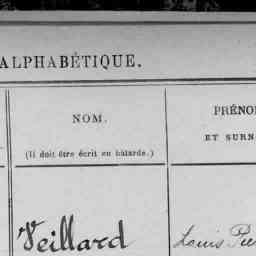 ALPHABÉTIQUE.
NOM.
(Il doit être écrit en bâtarde.)
PRÉNO
ET SURN
Veillard
Louis